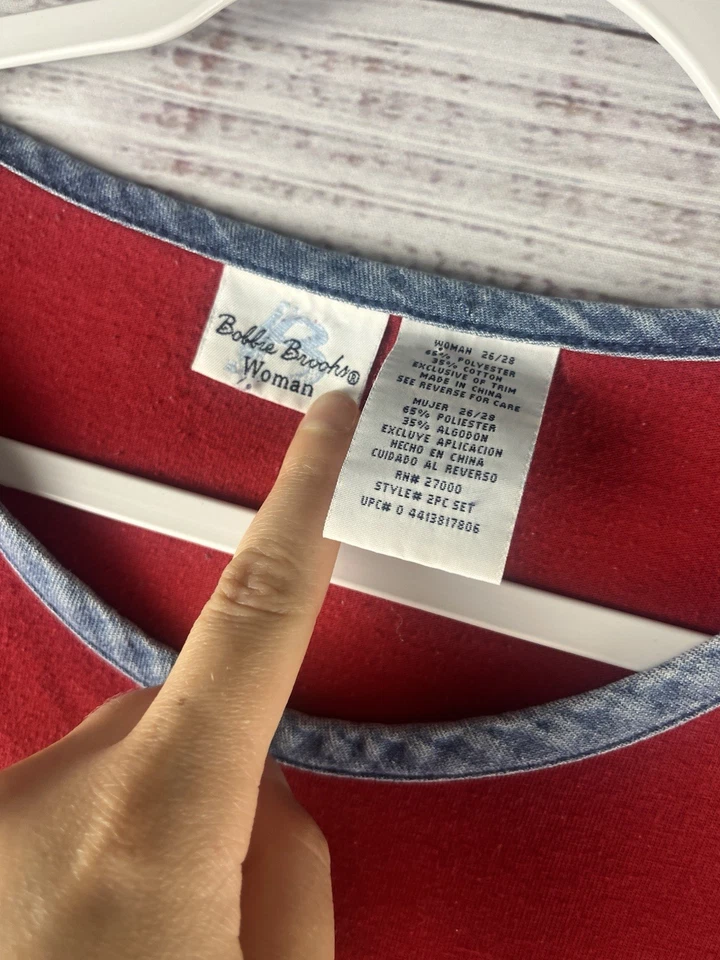 Bobbie Brooks®
Woman
WOMAN 26/28
65% POLYESTER
35% COTTON
EXCLUSIVE OF TRIM
MADE IN CHINA
SEE REVERSE FOR CARE
MUJER 26/28
65% POLIESTER
35% ALGODON
EXCLUYE APLICACION
HECHO EN CHINA
CUIDADO AL REVERSO
RN# 27000
STYLE# 2PC SET
UPC# 0 4413817806